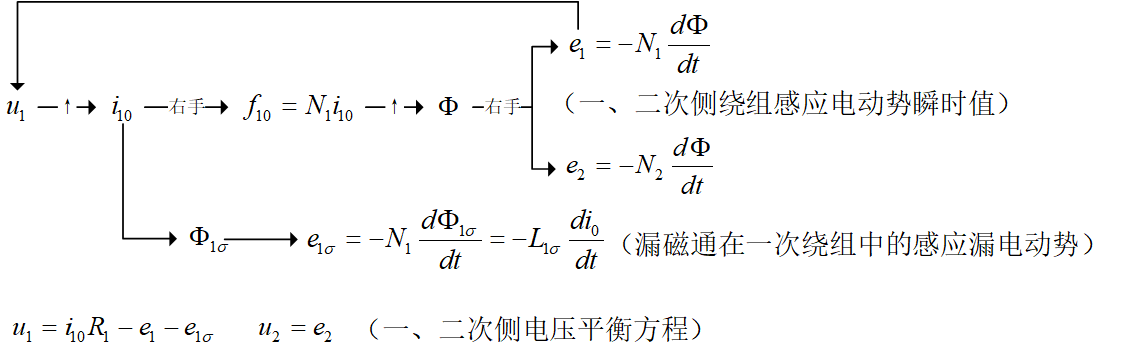 e₁ = −N₁ dΦ/dt
u₁ —↑→ i₁₀ —右手→ f₁₀ = N₁i₁₀ —↑→ Φ —右手 （一、二次侧绕组感应电动势瞬时值）
e₂ = −N₂ dΦ/dt
Φ₁σ → e₁σ = −N₁ dΦ₁σ/dt = −L₁σ di₀/dt （漏磁通在一次绕组中的感应漏电动势）
u₁ = i₁₀R₁ − e₁ − e₁σ u₂ = e₂ （一、二次侧电压平衡方程）